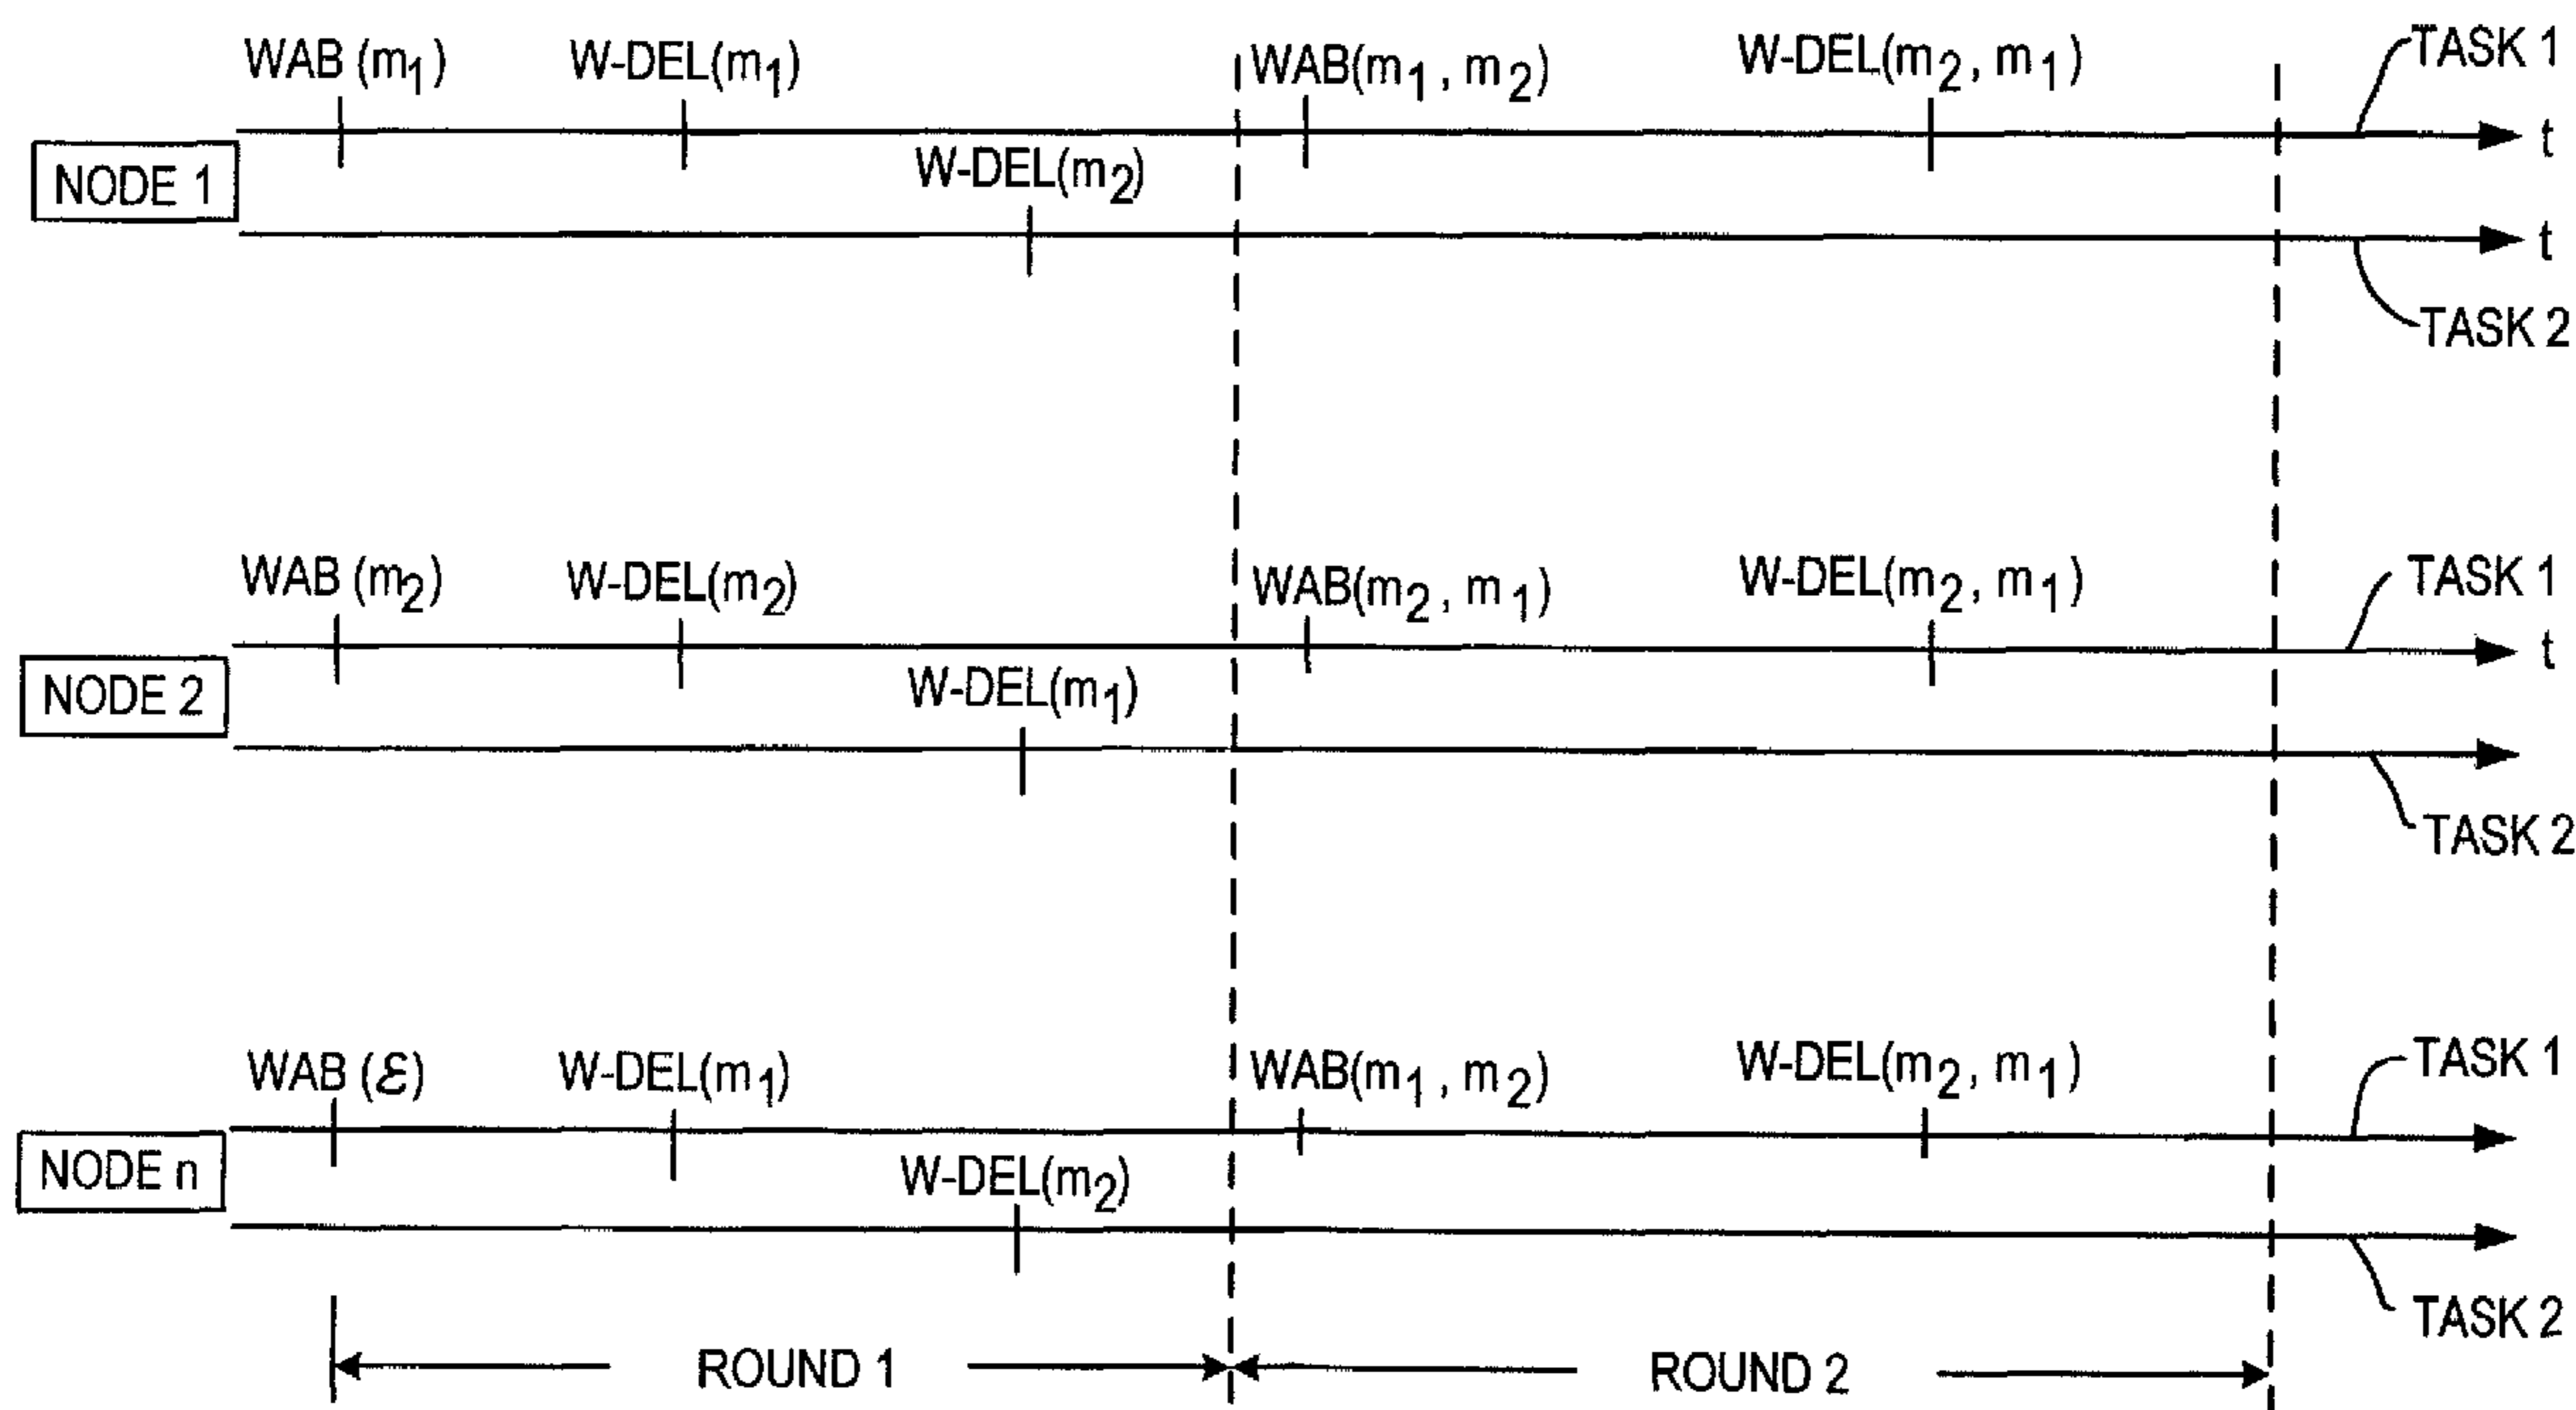 WAB (m1) W-DEL(m1) WAB(m1, m2) W-DEL(m2, m1) TASK 1
t
NODE 1 W-DEL(m2)
t
TASK 2
WAB (m2) W-DEL(m2) WAB(m2, m1) W-DEL(m2, m1) TASK 1
t
NODE 2 W-DEL(m1)
TASK 2
WAB (ℰ) W-DEL(m1) WAB(m1, m2) W-DEL(m2, m1) TASK 1
NODE n W-DEL(m2)
TASK 2
ROUND 1 ROUND 2